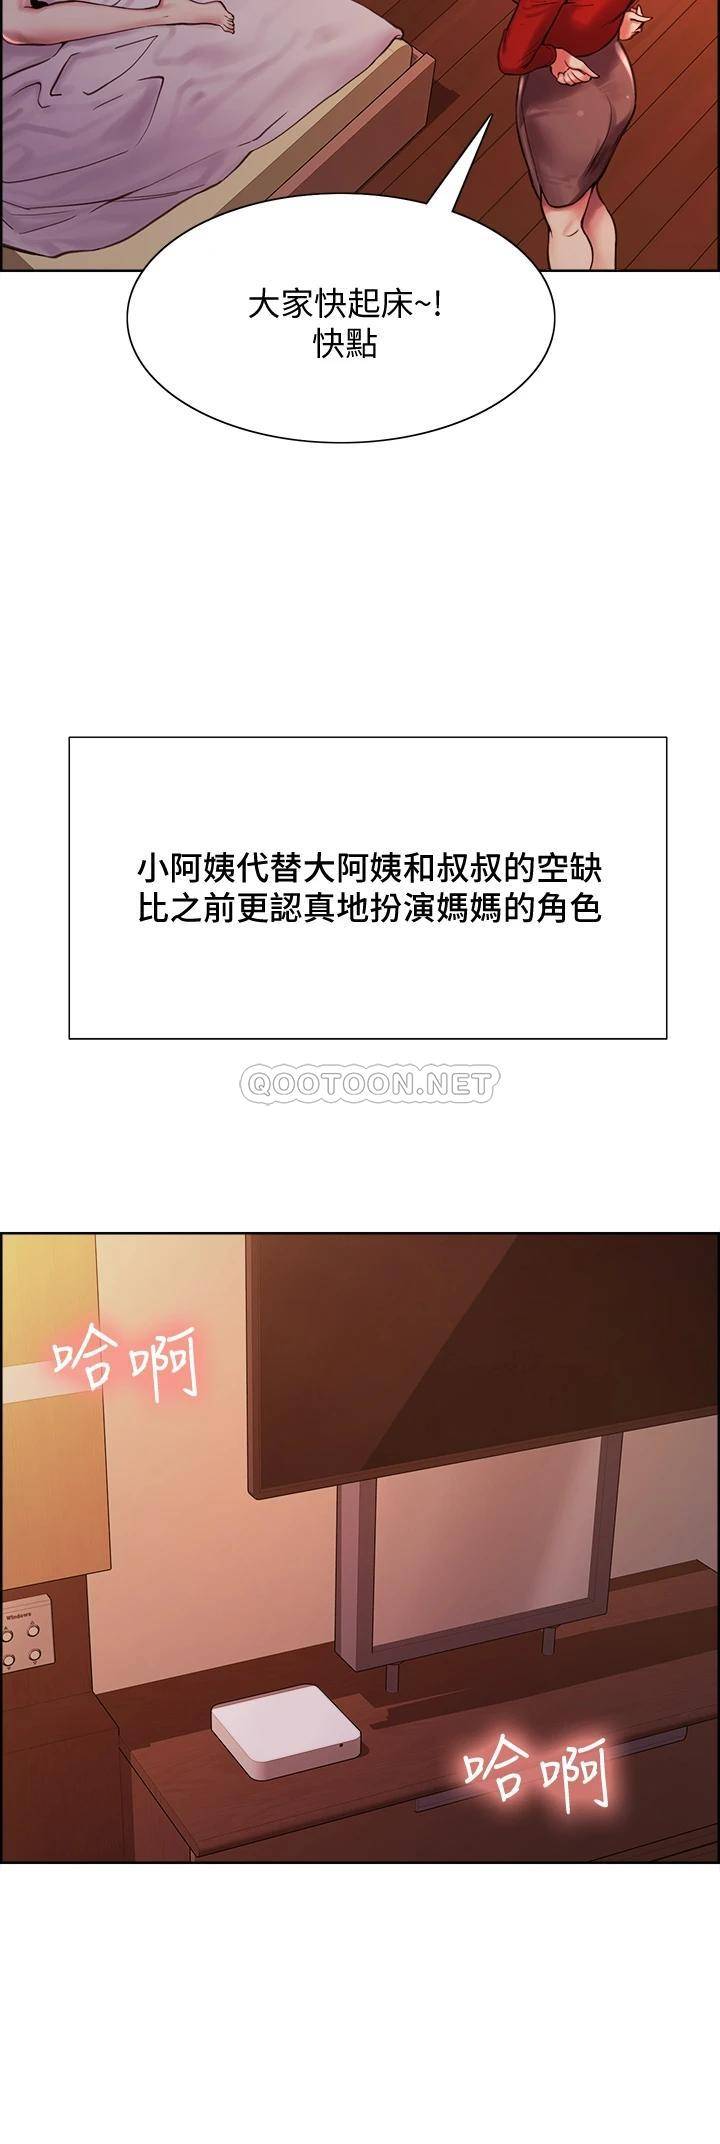 大家快起床~!
快點
小阿姨代替大阿姨和叔叔的空缺
比之前更認真地扮演媽媽的角色
QOOTOON.NET
哈啊
Windows
哈啊